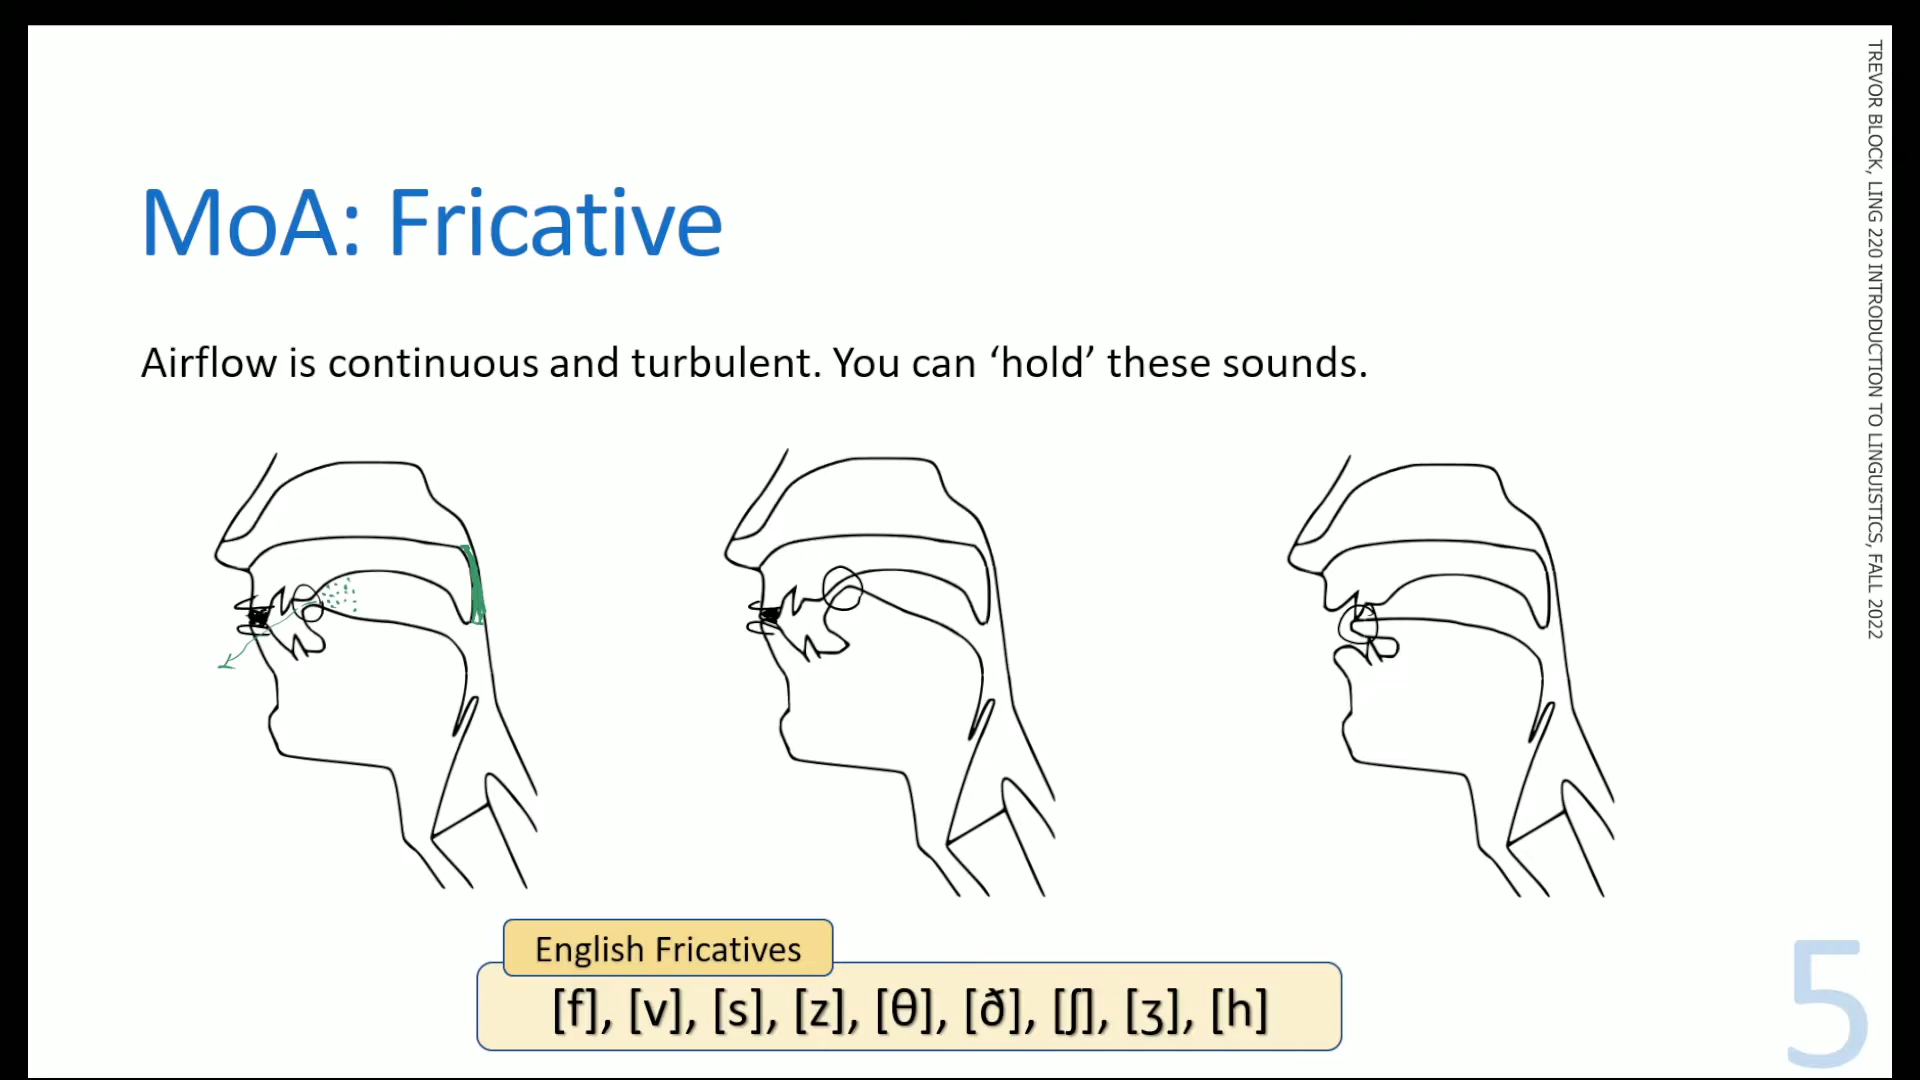 MoA: Fricative
Airflow is continuous and turbulent. You can ‘hold’ these sounds.
English Fricatives
[f], [v], [s], [z], [θ], [ð], [ʃ], [ʒ], [h]
TREVOR BLOCK, LING 220 INTRODUCTION TO LINGUISTICS, FALL 2022
5